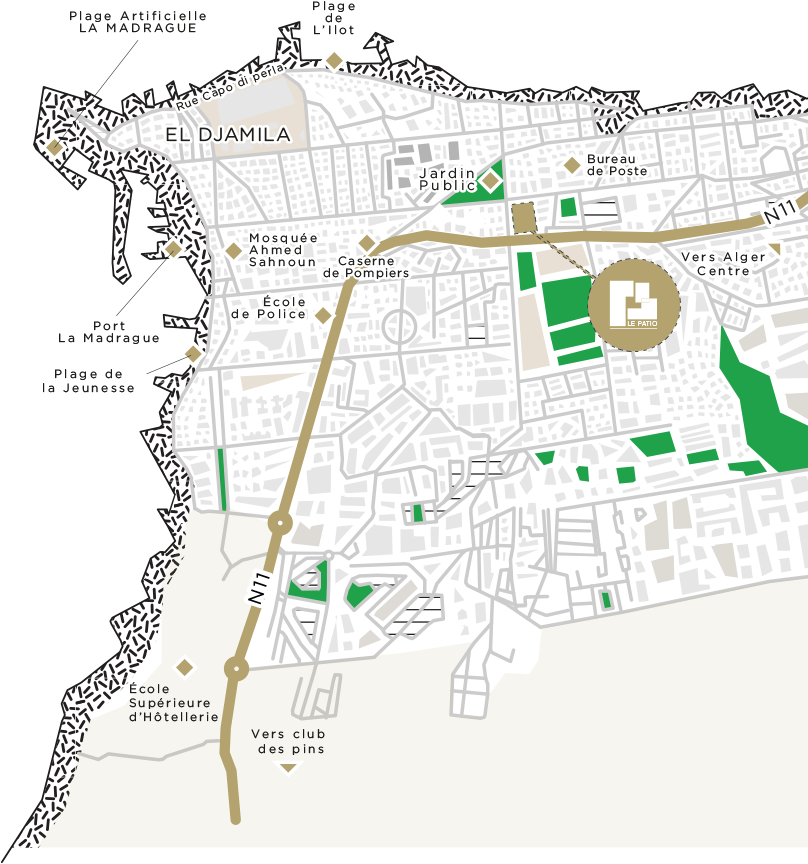 Plage
de
L'Ilot
Plage Artificielle
LA MADRAGUE
Rue Capo di perla
EL DJAMILA
Jardin
Public
Bureau
de Poste
N11
Mosquée
Ahmed
Sahnoun
Caserne
de Pompiers
Vers Alger
Centre
École
de Police
LE PATIO
Port
La Madrague
Plage de
la Jeunesse
N11
École
Supérieure
d'Hôtellerie
Vers club
des pins